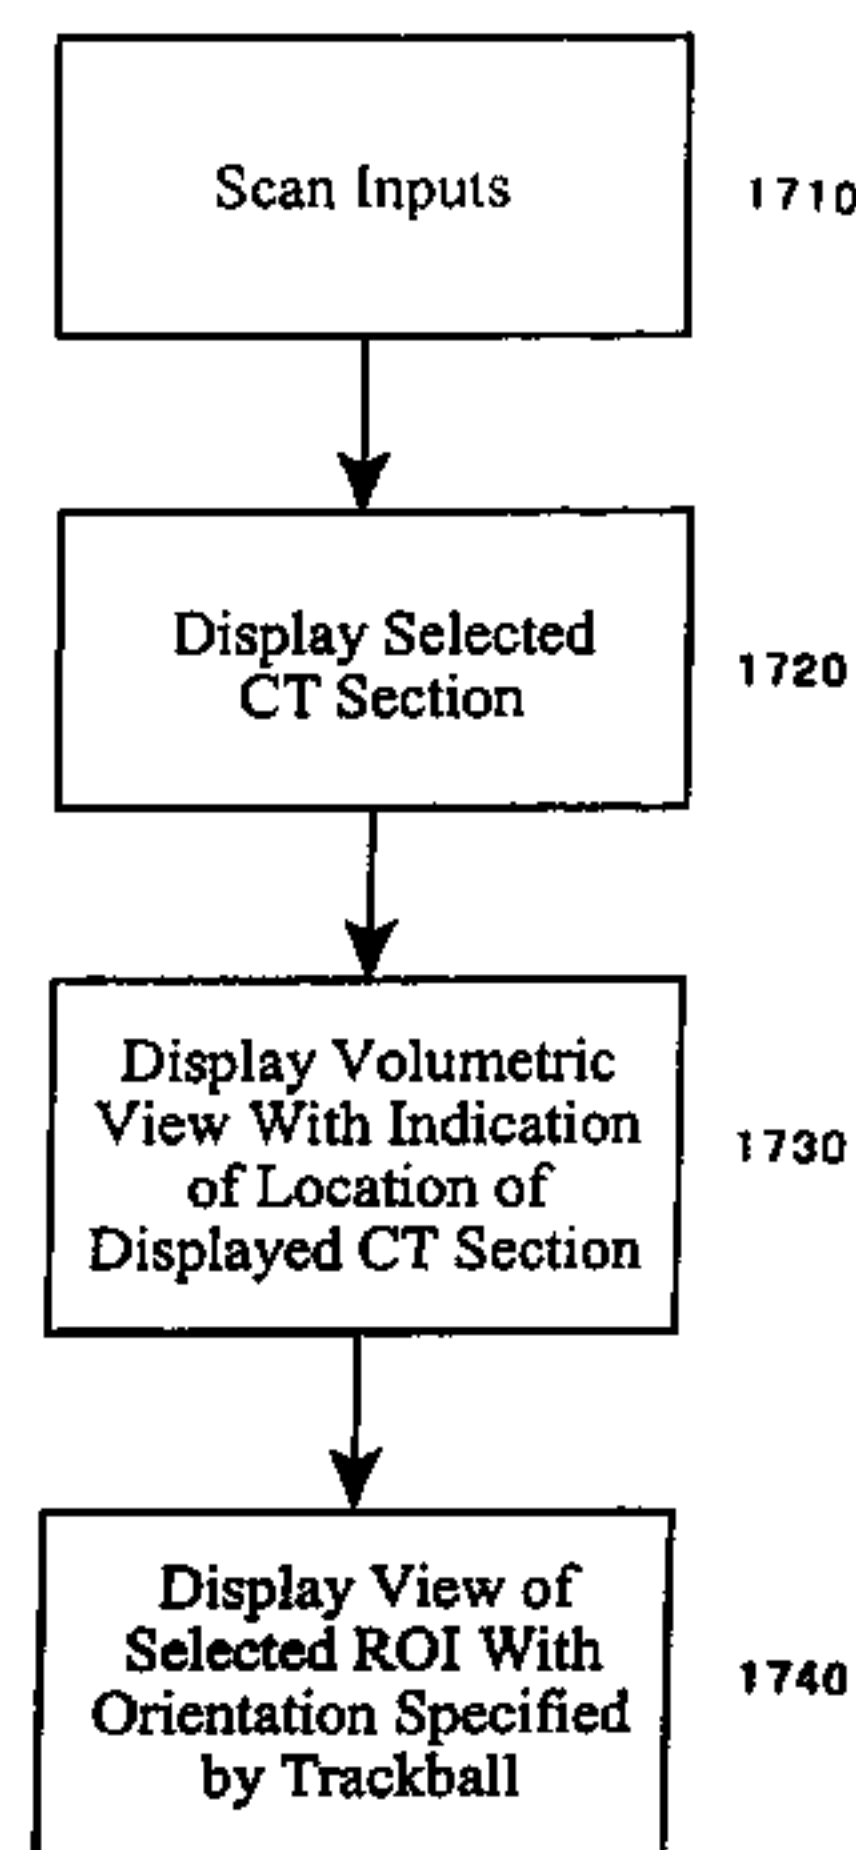 Scan Inputs
1710
Display Selected
CT Section
1720
Display Volumetric
View With Indication
of Location of
Displayed CT Section
1730
Display View of
Selected ROI With
Orientation Specified
by Trackball
1740